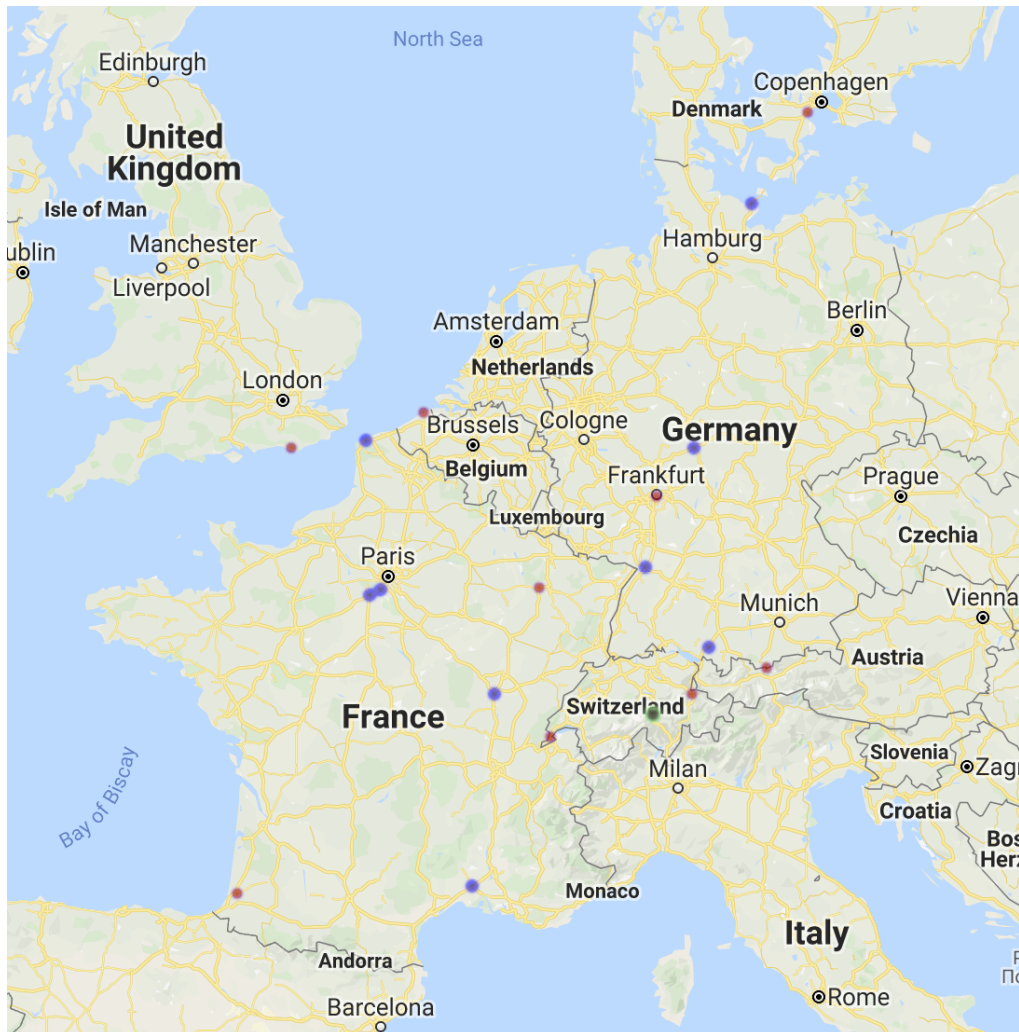 North Sea
Edinburgh
Copenhagen
Denmark
United
Kingdom
Isle of Man
ublin
Manchester
Liverpool
Hamburg
Berlin
Amsterdam
Netherlands
London
Brussels
Cologne
Germany
Belgium
Frankfurt
Prague
Luxembourg
Czechia
Paris
Munich
Vienna
Austria
Switzerland
France
Slovenia
Zagr
Milan
Bay of Biscay
Croatia
Bos
Herz
Monaco
Italy
Andorra
Barcelona
Rome
По